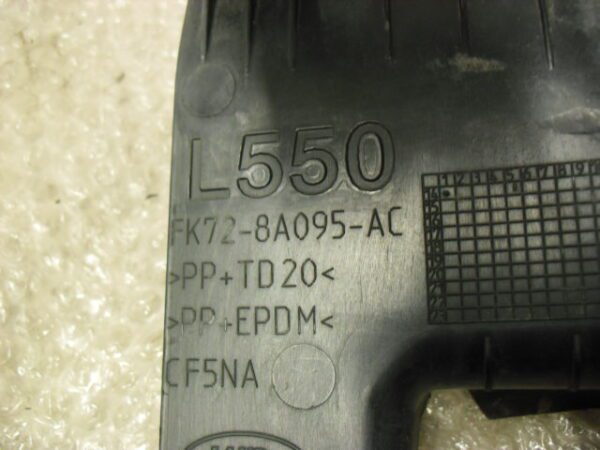 L550
FK72-8A095-AC
>PP+TD20<
>PP+EPDM<
CF5NA